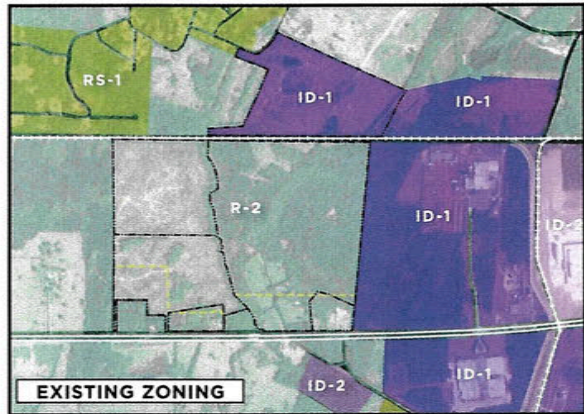 RS-1
ID-1
ID-1
R-2
ID-1
ID-2
ID-2
ID-1
EXISTING ZONING